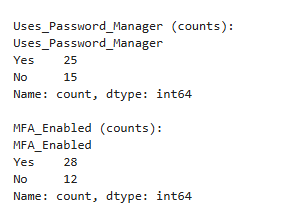 Uses_Password_Manager (counts):
Uses_Password_Manager
Yes    25
No     15
Name: count, dtype: int64

MFA_Enabled (counts):
MFA_Enabled
Yes    28
No     12
Name: count, dtype: int64